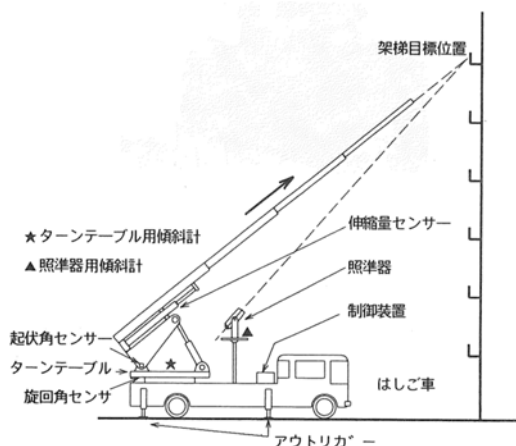 架梯目標位置
伸縮量センサー
★ターンテーブル用傾斜計
▲照準器用傾斜計
照準器
制御装置
起伏角センサー
ターンテーブル
旋回角センサ
はしご車
アウトリガー